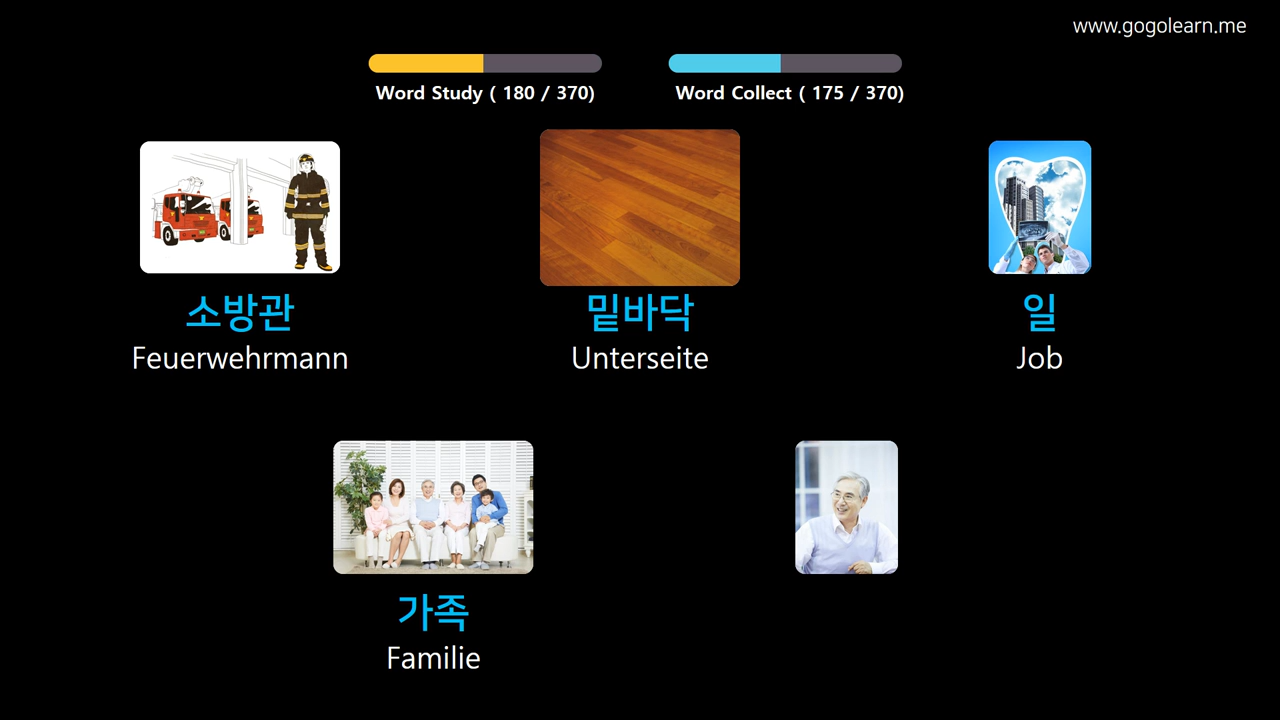 www.gogolearn.me
Word Study ( 180 / 370)
Word Collect ( 175 / 370)
소방관
Feuerwehrmann
밑바닥
Unterseite
일
Job
가족
Familie